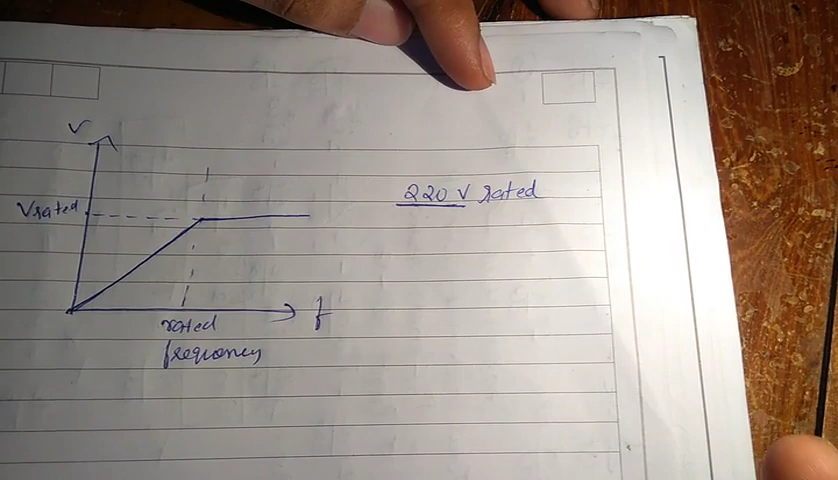 V
Vrated
220 V rated
f
rated
frequency